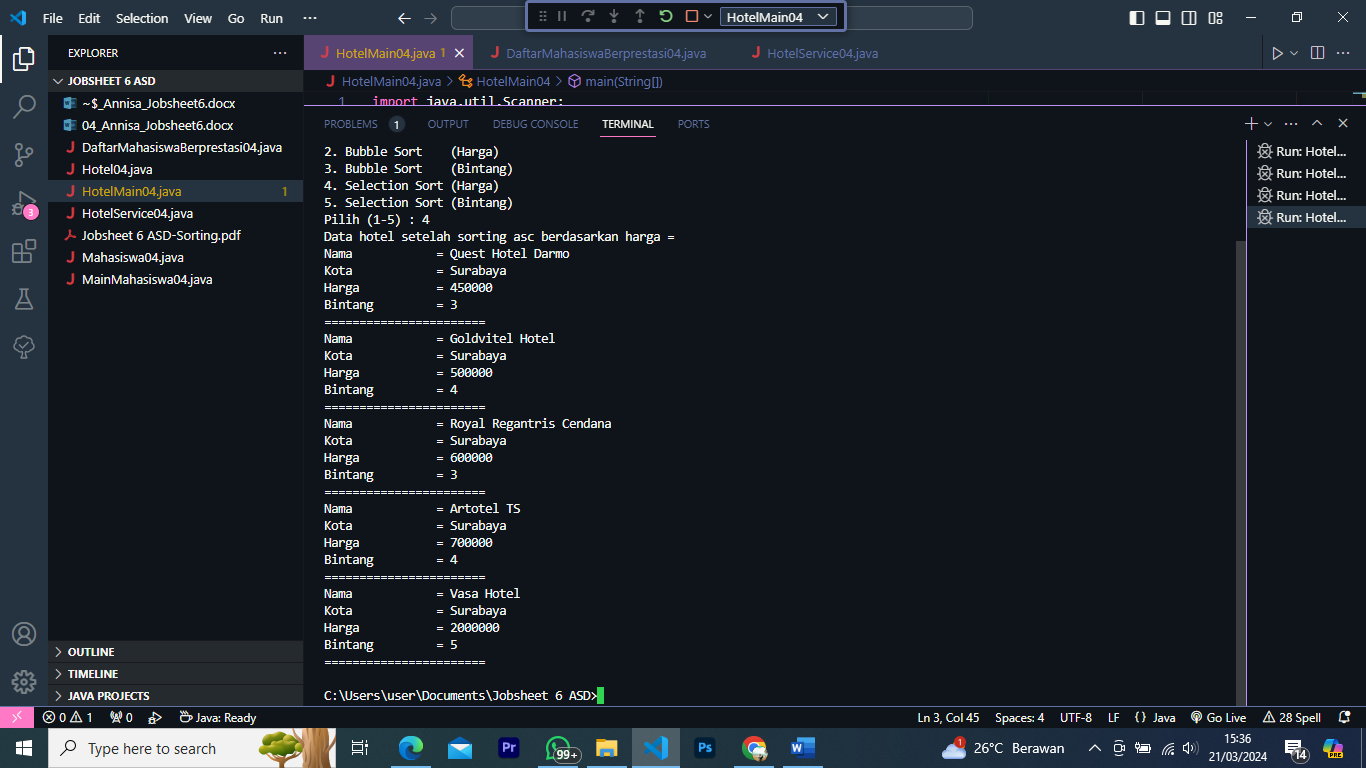 File Edit Selection View Go Run ···
HotelMain04
HotelMain04.java 1
DaftarMahasiswaBerprestasi04.java
HotelService04.java
EXPLORER
JOBSHEET 6 ASD
~$_Annisa_Jobsheet6.docx
04_Annisa_Jobsheet6.docx
DaftarMahasiswaBerprestasi04.java
Hotel04.java
HotelMain04.java 1
HotelService04.java
Jobsheet 6 ASD-Sorting.pdf
Mahasiswa04.java
MainMahasiswa04.java
3
OUTLINE
TIMELINE
JAVA PROJECTS
HotelMain04.java > HotelMain04 > main(String[])
1 import java.util.Scanner;
PROBLEMS 1 OUTPUT DEBUG CONSOLE TERMINAL PORTS
2. Bubble Sort (Harga)
3. Bubble Sort (Bintang)
4. Selection Sort (Harga)
5. Selection Sort (Bintang)
Pilih (1-5) : 4
Data hotel setelah sorting asc berdasarkan harga =
Nama = Quest Hotel Darmo
Kota = Surabaya
Harga = 450000
Bintang = 3
=======================
Nama = Goldvitel Hotel
Kota = Surabaya
Harga = 500000
Bintang = 4
=======================
Nama = Royal Regantris Cendana
Kota = Surabaya
Harga = 600000
Bintang = 3
=======================
Nama = Artotel TS
Kota = Surabaya
Harga = 700000
Bintang = 4
=======================
Nama = Vasa Hotel
Kota = Surabaya
Harga = 2000000
Bintang = 5
=======================
C:\Users\user\Documents\Jobsheet 6 ASD>
Run: Hotel...
Run: Hotel...
Run: Hotel...
Run: Hotel...
0 1 0 Java: Ready
Ln 3, Col 45 Spaces: 4 UTF-8 LF {} Java Go Live 28 Spell
Type here to search
Pr
99+
Ps
W
1
26°C Berawan
15:36
21/03/2024
14
PRE